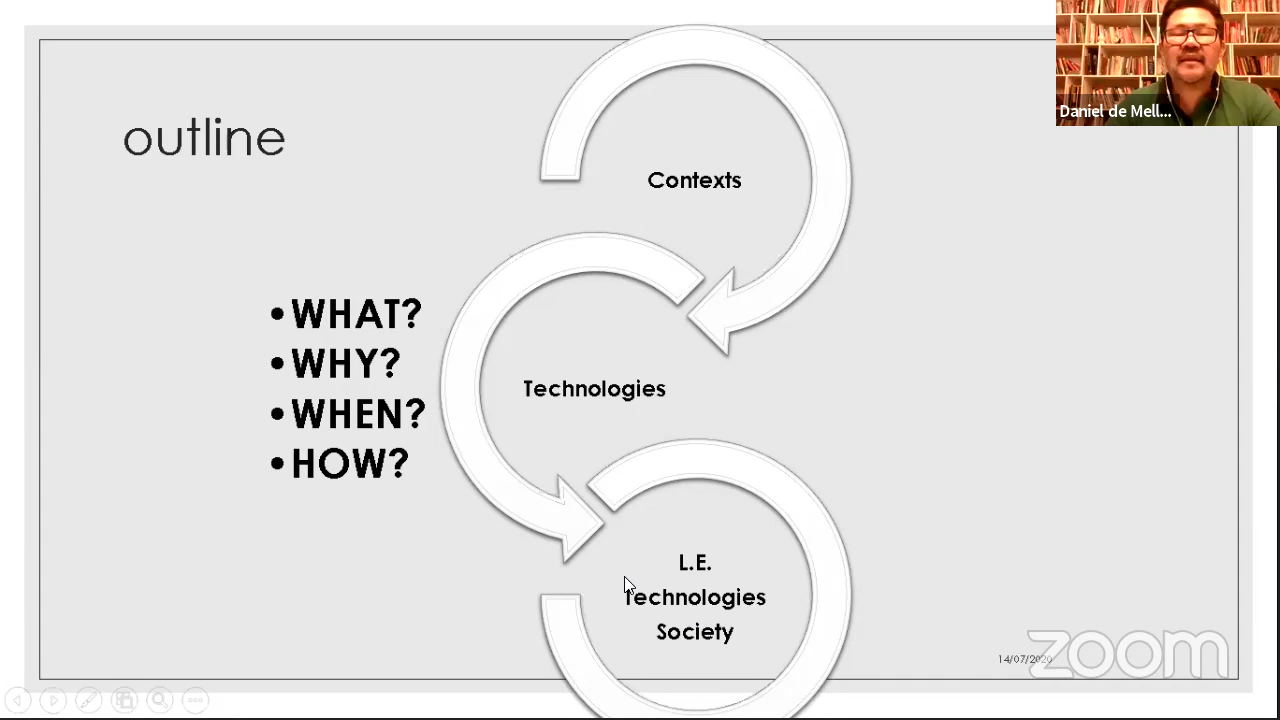 Daniel de Mell...
outline
Contexts
• WHAT?
• WHY?
• WHEN?
• HOW?
Technologies
L.E.
Technologies
Society
14/07/2020
zoom